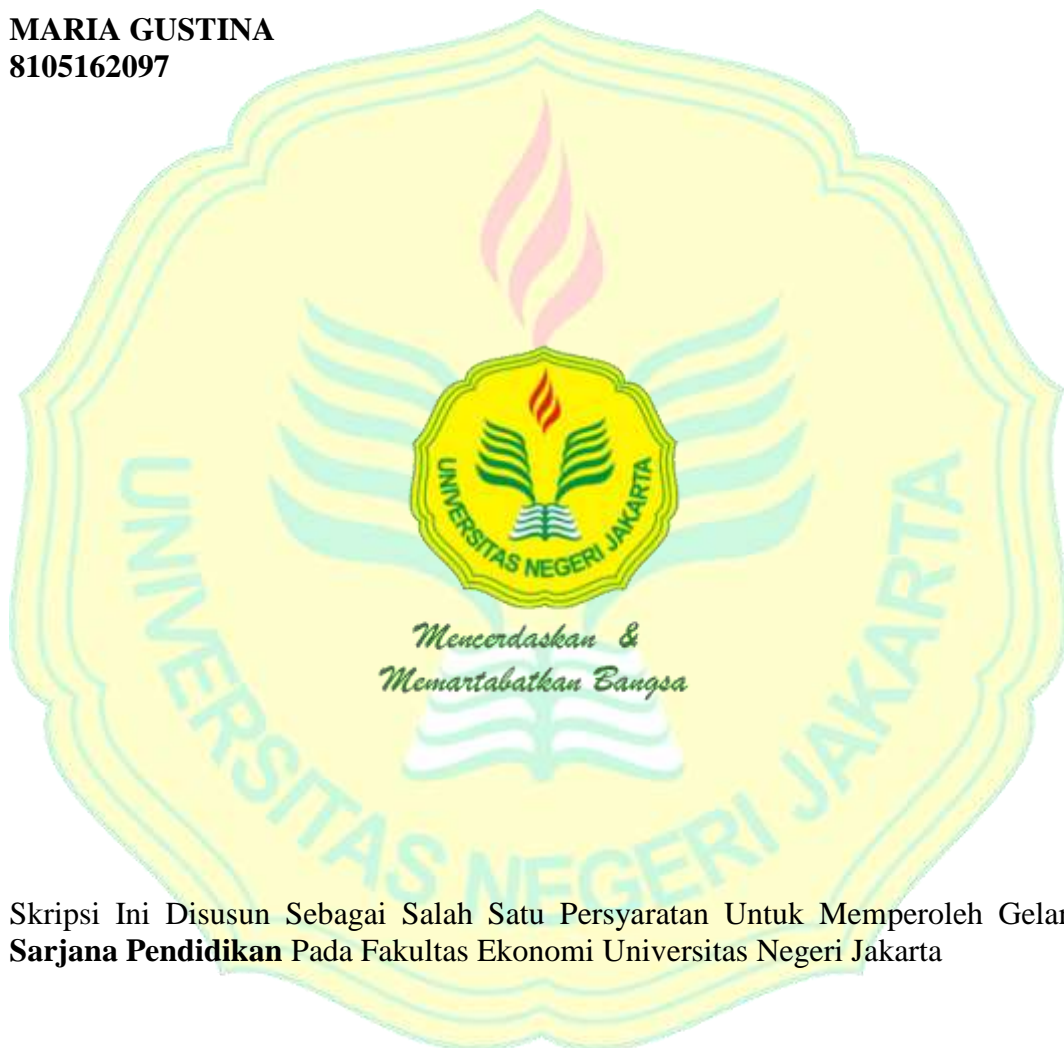 MARIA GUSTINA
8105162097
UNIVERSITAS NEGERI JAKARTA
Mencerdaskan &
Memartabatkan Bangsa
UNIVERSITAS NEGERI JAKARTA
Skripsi Ini Disusun Sebagai Salah Satu Persyaratan Untuk Memperoleh Gelar
Sarjana Pendidikan Pada Fakultas Ekonomi Universitas Negeri Jakarta